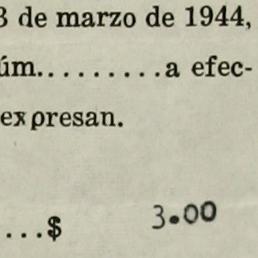 3 de marzo de 1944,
úm.........a efec-
expresan.
...$ 3.00